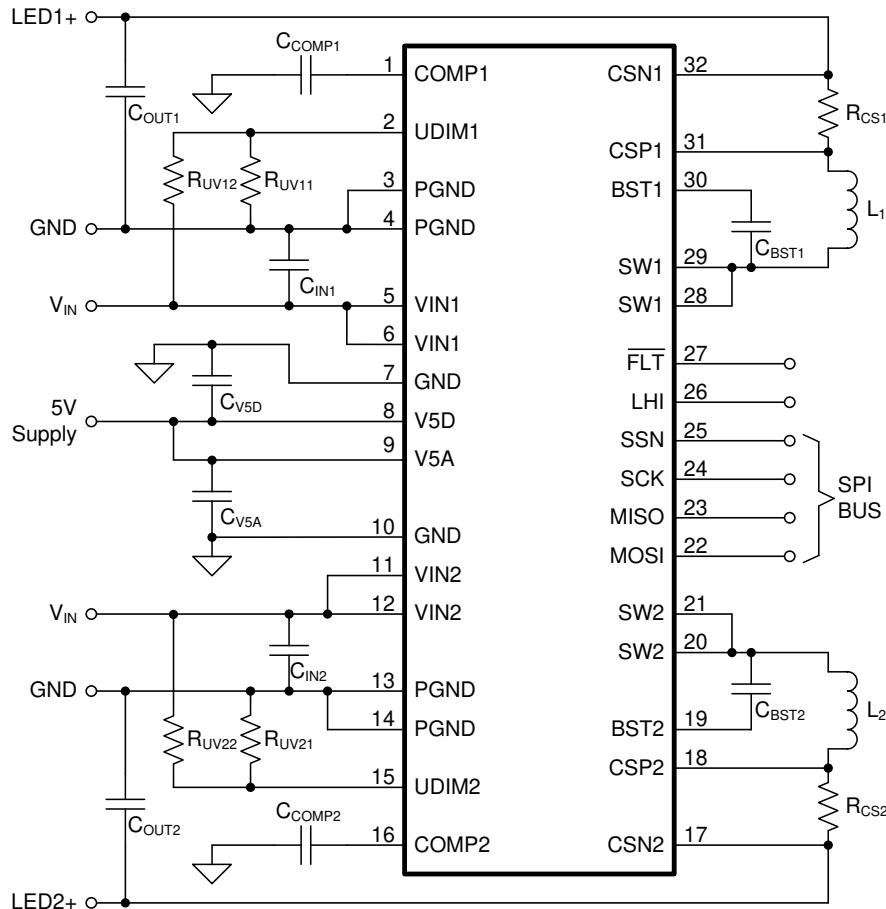 LED1+
C_COMP1
1 COMP1 CSN1 32
C_OUT1
R_CS1
2 UDIM1
CSP1 31
R_UV12 R_UV11
3 PGND BST1 30
L_1
GND 4 PGND
C_BST1
C_IN1
SW1 29
V_IN 5 VIN1 SW1 28
6 VIN1
FLT 27
7 GND
C_V5D
LHI 26
5V
Supply
8 V5D
SSN 25
9 V5A
SCK 24
SPI
BUS
C_V5A
MISO 23
10 GND
MOSI 22
11 VIN2
V_IN 12 VIN2 SW2 21
SW2 20
C_IN2
GND 13 PGND
C_BST2
L_2
14 PGND BST2 19
R_UV22 R_UV21
CSP2 18
15 UDIM2
R_CS2
C_OUT2
C_COMP2
16 COMP2 CSN2 17
LED2+